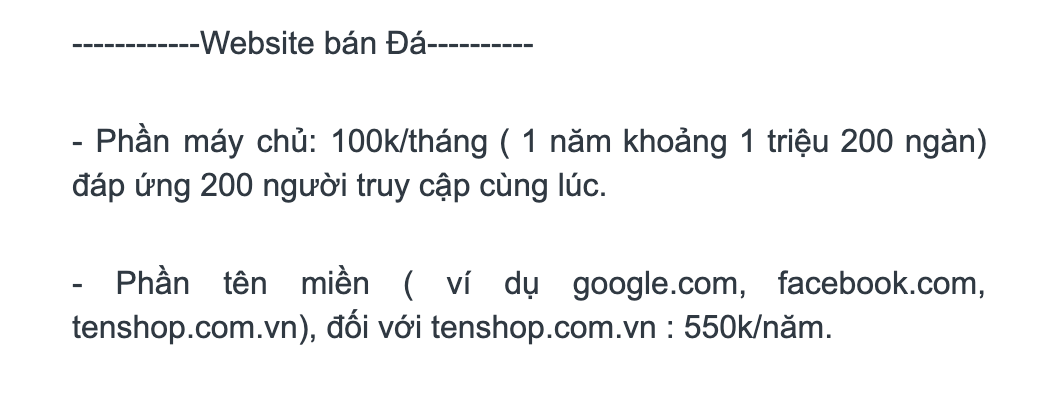 ------------Website bán Đá----------
- Phần máy chủ: 100k/tháng ( 1 năm khoảng 1 triệu 200 ngàn)
đáp ứng 200 người truy cập cùng lúc.
- Phần tên miền ( ví dụ google.com, facebook.com,
tenshop.com.vn), đối với tenshop.com.vn : 550k/năm.